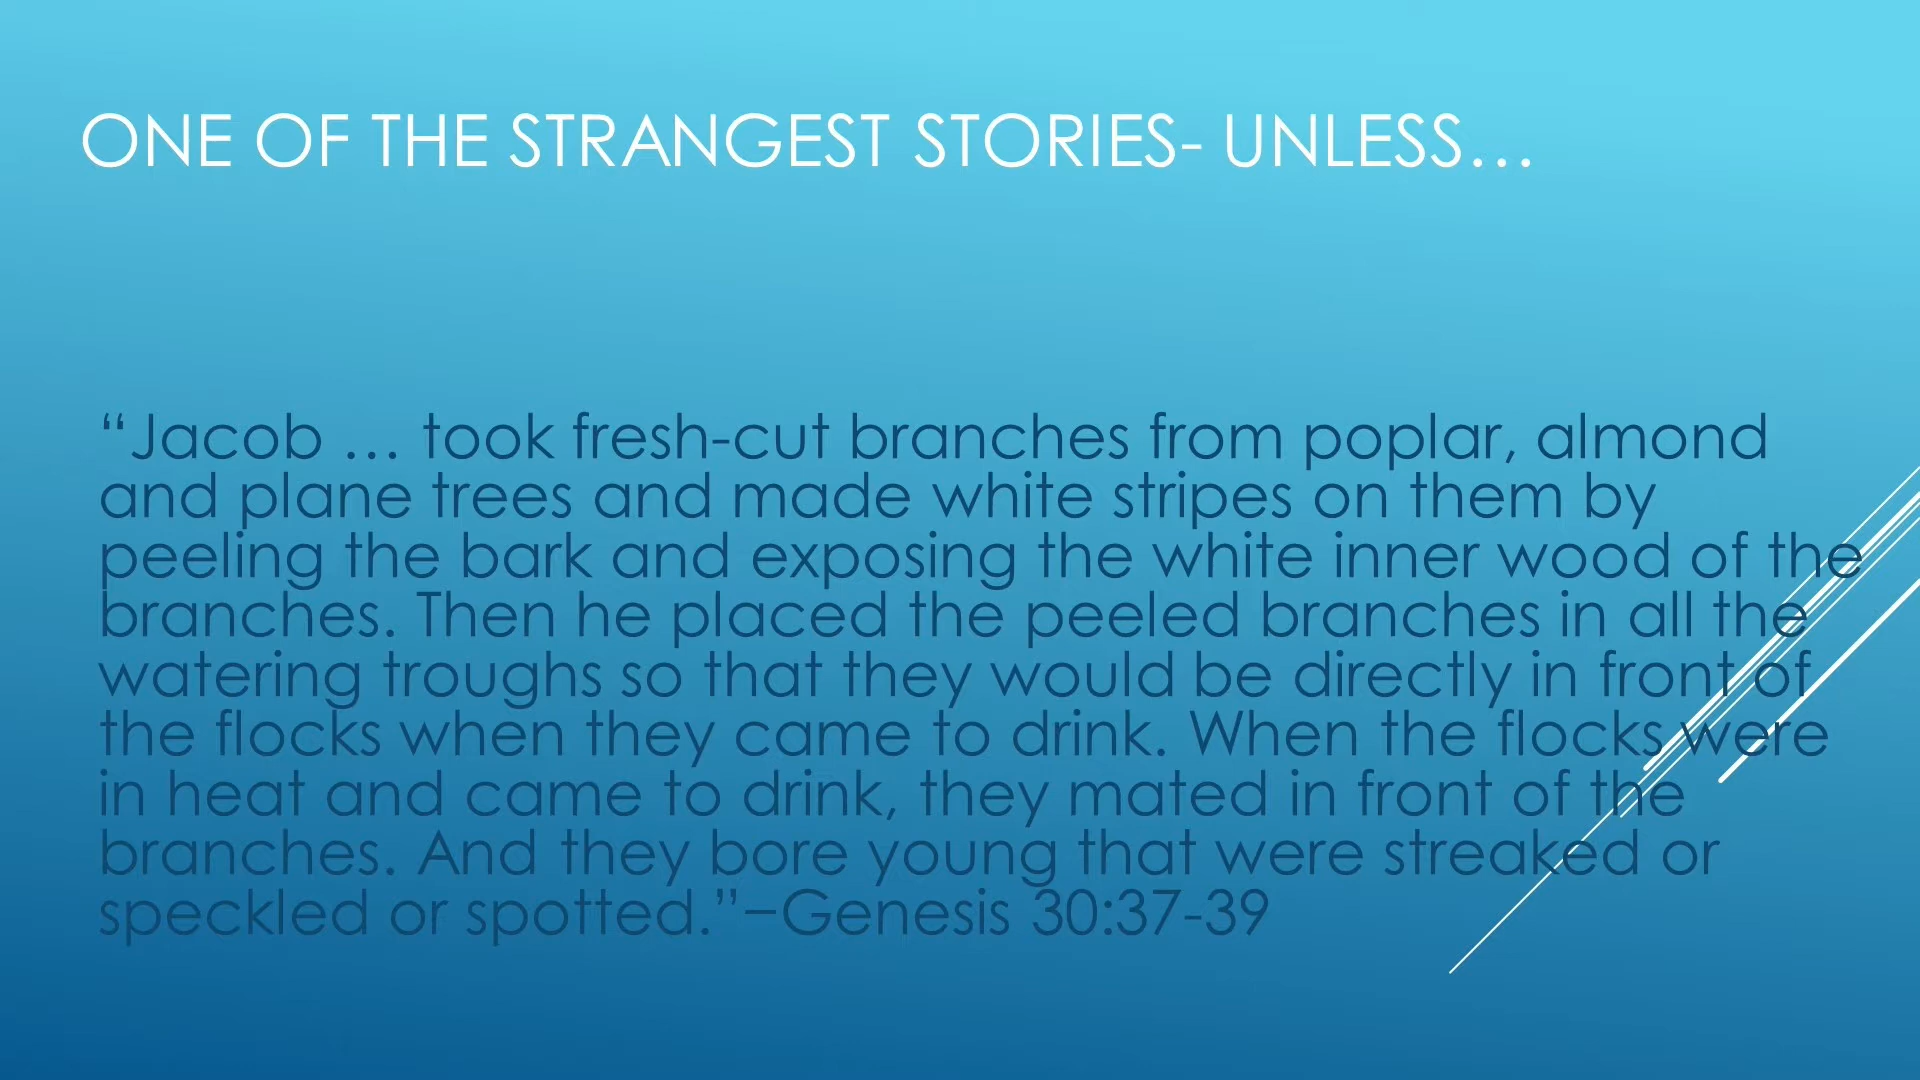 ONE OF THE STRANGEST STORIES- UNLESS…
“Jacob … took fresh-cut branches from poplar, almond
and plane trees and made white stripes on them by
peeling the bark and exposing the white inner wood of the
branches. Then he placed the peeled branches in all the
watering troughs so that they would be directly in front of
the flocks when they came to drink. When the flocks were
in heat and came to drink, they mated in front of the
branches. And they bore young that were streaked or
speckled or spotted.”–Genesis 30:37-39